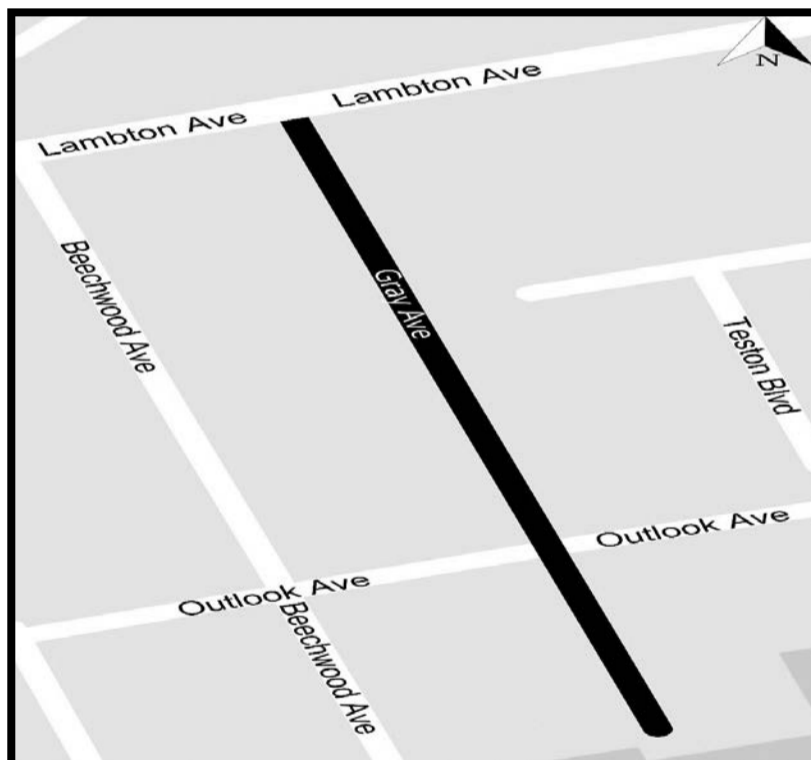 N
Lambton Ave
Lambton Ave
Beechwood Ave
Gray Ave
Teston Blvd
Outlook Ave
Outlook Ave
Beechwood Ave